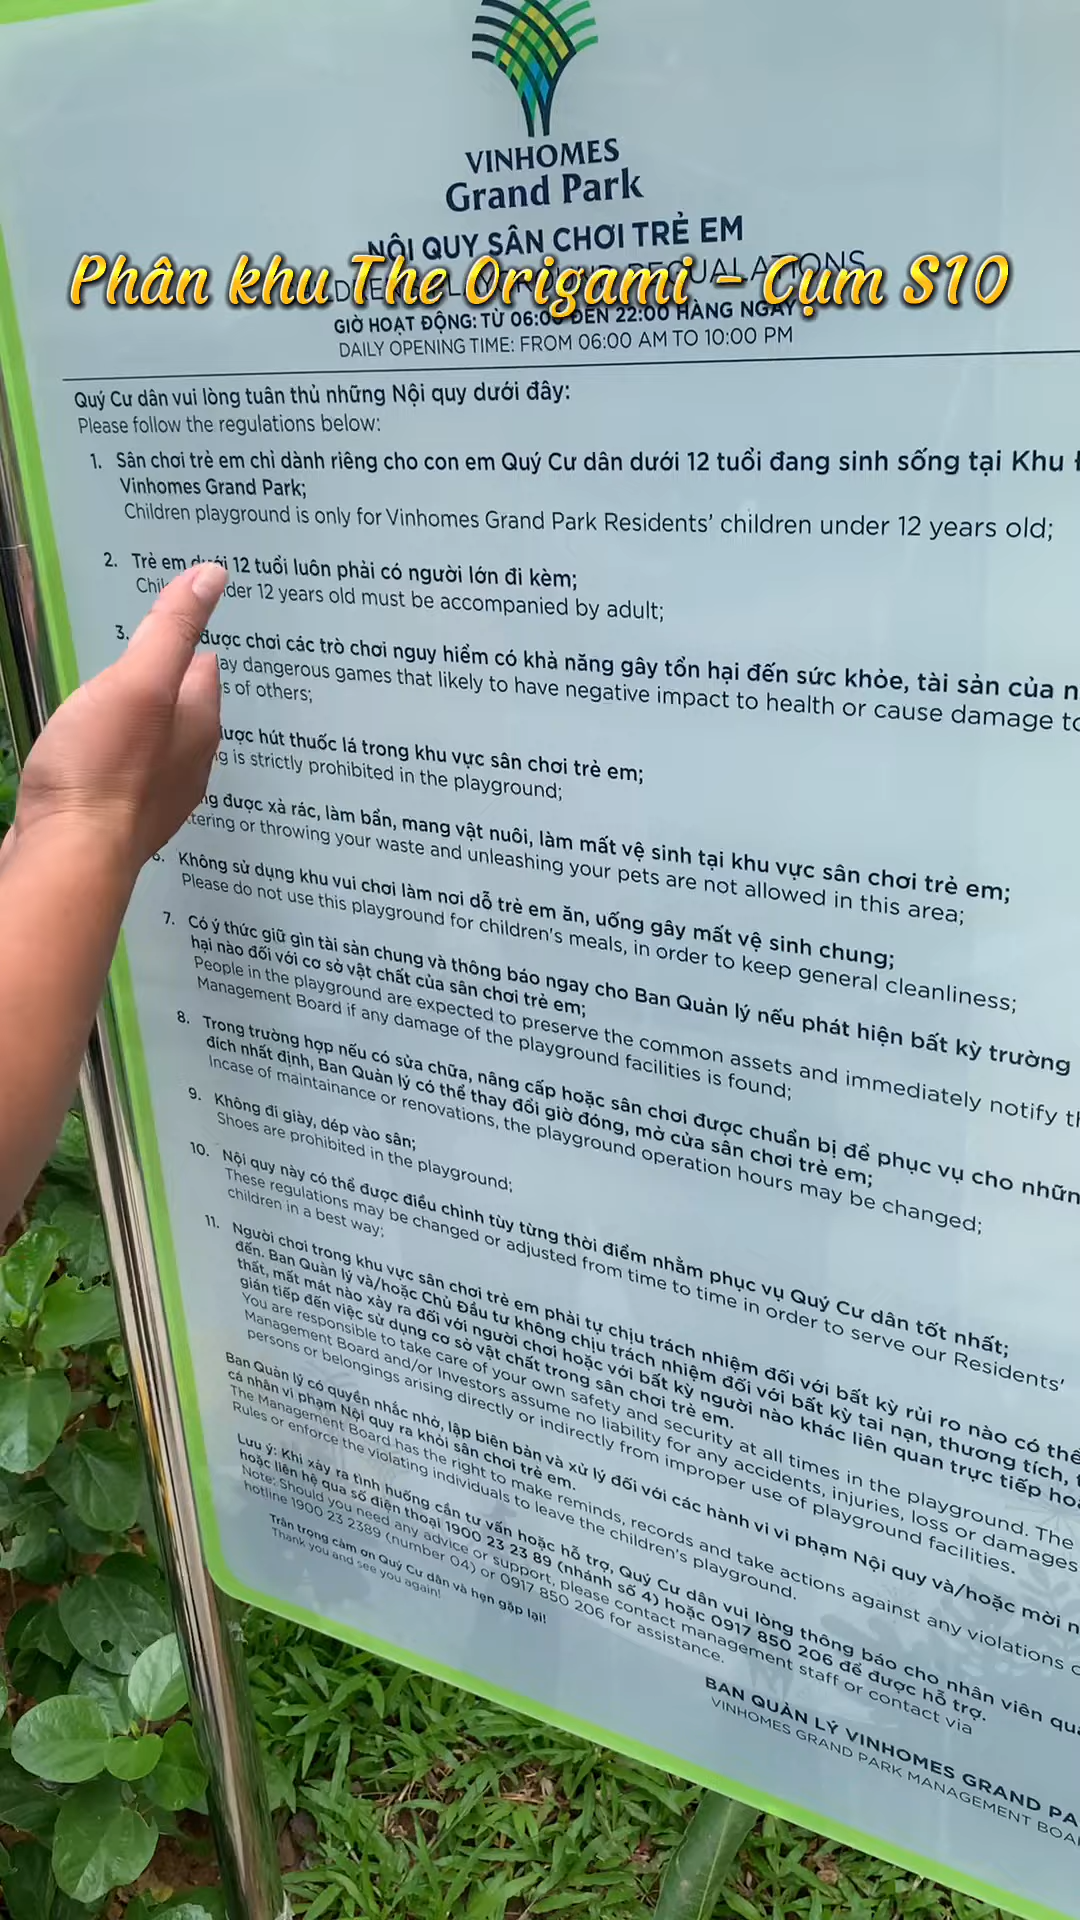 VINHOMES
Grand Park
NỘI QUY SÂN CHƠI TRẺ EM
Phân khu The Origami - Cụm S10
REGUALATIONS
GIỜ HOẠT ĐỘNG: TỪ 06:00 ĐẾN 22:00 HÀNG NGÀY
DAILY OPENING TIME: FROM 06:00 AM TO 10:00 PM
Quý Cư dân vui lòng tuân thủ những Nội quy dưới đây:
Please follow the regulations below:
1. Sân chơi trẻ em chỉ dành riêng cho con em Quý Cư dân dưới 12 tuổi đang sinh sống tại Khu
Vinhomes Grand Park;
Children playground is only for Vinhomes Grand Park Residents' children under 12 years old;
2. Trẻ em dưới 12 tuổi luôn phải có người lớn đi kèm;
12 years old must be accompanied by adult;
3. được chơi các trò chơi nguy hiểm có khả năng gây tổn hại đến sức khỏe, tài sản của
dangerous games that likely to have negative impact to health or cause damage to
of others;
được hút thuốc lá trong khu vực sân chơi trẻ em;
is strictly prohibited in the playground;
được xả rác, làm bẩn, mang vật nuôi, làm mất vệ sinh tại khu vực sân chơi trẻ em;
or throwing your waste and unleashing your pets are not allowed in this area;
6. Không sử dụng khu vui chơi làm nơi dỗ trẻ em ăn, uống gây mất vệ sinh chung;
Please do not use this playground for children's meals, in order to keep general cleanliness;
7. Có ý thức giữ gìn tài sản chung và thông báo ngay cho Ban Quản lý nếu phát hiện bất kỳ trường
hại nào đối với cơ sở vật chất của sân chơi trẻ em;
People in the playground are expected to preserve the common assets and immediately notify
Management Board if any damage of the playground facilities is found;
8. Trong trường hợp nếu có sửa chữa, nâng cấp hoặc sân chơi được chuẩn bị để phục vụ cho
đích nhất định, Ban Quản lý có thể thay đổi giờ đóng, mở cửa sân chơi trẻ em;
Incase of maintainance or renovations, the playground operation hours may be changed;
9. Không đi giày, dép vào sân;
Shoes are prohibited in the playground;
10. Nội quy này có thể được điều chỉnh tùy từng thời điểm nhằm phục vụ Quý Cư dân tốt nhất;
These regulations may be changed or adjusted from time to time in order to serve our Residents'
children in a best way;
11. Người chơi trong khu vực sân chơi trẻ em phải tự chịu trách nhiệm đối với bất kỳ rủi ro nào có thể
đến. Ban Quản lý và/hoặc Chủ Đầu tư không chịu trách nhiệm đối với bất kỳ tai nạn, thương tích,
thất, mất mát nào xảy ra đối với người chơi hoặc với bất kỳ người nào khác liên quan trực tiếp
gián tiếp đến việc sử dụng cơ sở vật chất trong sân chơi trẻ em.
You are responsible to take care of your own safety and security at all times in the playground. The
Management Board and/or Investors assume no liability for any accidents, injuries, loss or damages
persons or belongings arising directly or indirectly from improper use of playground facilities.
Ban Quản lý có quyền nhắc nhở, lập biên bản và xử lý đối với các hành vi vi phạm Nội quy và/hoặc mời
cá nhân vi phạm Nội quy ra khỏi sân chơi trẻ em.
The Management Board has the right to make reminds, records and take actions against any violations
Rules or enforce the violating individuals to leave the children's playground.
Lưu ý: Khi xảy ra tình huống cần tư vấn hoặc hỗ trợ, Quý Cư dân vui lòng thông báo cho nhân viên
hoặc liên hệ qua số điện thoại 1900 23 23 89 (nhánh số 4) hoặc 0917 850 206 để được hỗ trợ.
Note: Should you need any advice or support, please contact management staff or contact via
hotline 1900 23 2389 (number 04) or 0917 850 206 for assistance.
Trân trọng cảm ơn Quý Cư dân và hẹn gặp lại!
Thank you and see you again!
BAN QUẢN LÝ VINHOMES GRAND
VINHOMES GRAND PARK MANAGEMENT